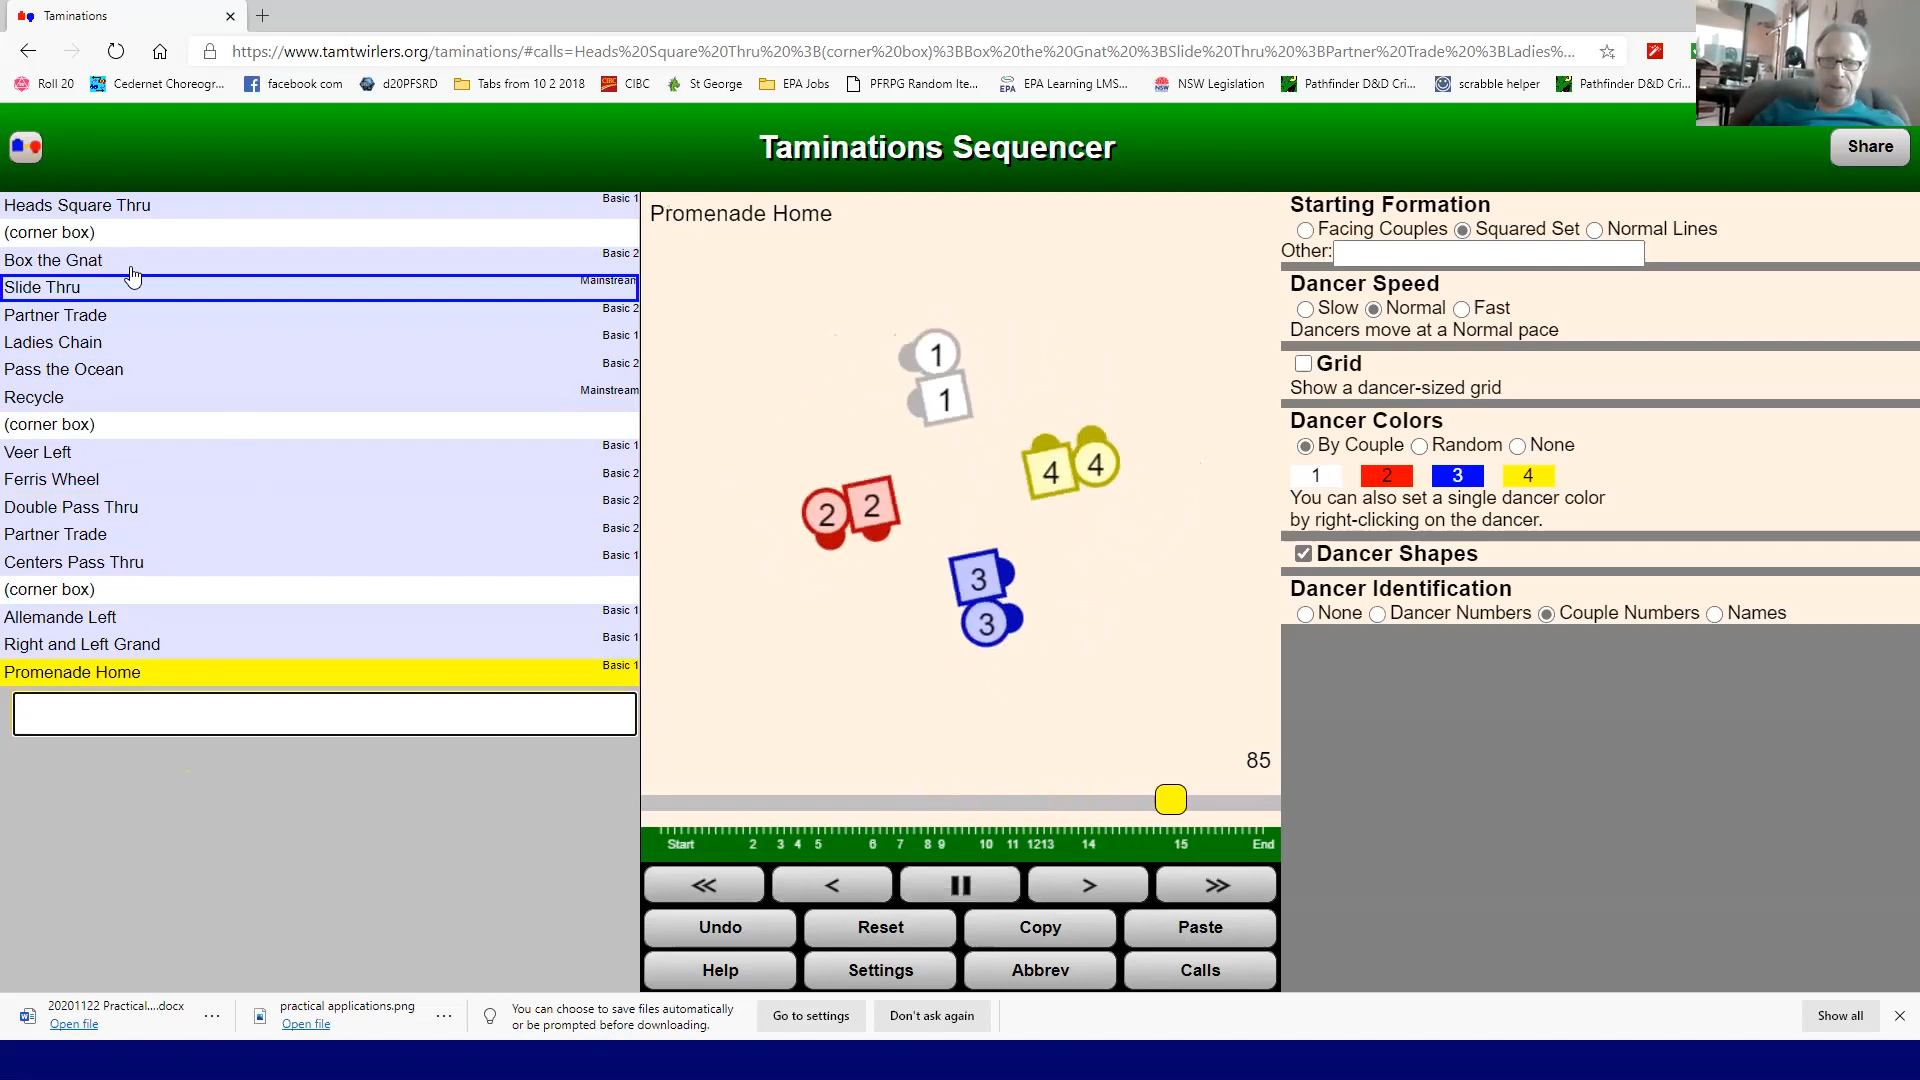 Taminations
https://www.tamtwirlers.org/taminations/#calls=Heads%20Square%20Thru%20%3B(corner%20box)%3BBox%20the%20Gnat%20%3BSlide%20Thru%20%3BPartner%20Trade%20%3BLadies%...
Roll 20 Cedernet Choreogr... facebook.com d20PFSRD Tabs from 10 2 2018 CIBC CIBC St George EPA Jobs PFRPG Random Ite... EPA EPA Learning LMS... NSW Legislation Pathfinder D&D Cri... scrabble helper Pathfinder D&D Cri...
Taminations Sequencer
Share
Heads Square Thru Basic 1
(corner box)
Box the Gnat Basic 2
Slide Thru Mainstream
Partner Trade Basic 2
Ladies Chain Basic 1
Pass the Ocean Basic 2
Recycle Mainstream
(corner box)
Veer Left Basic 1
Ferris Wheel Basic 2
Double Pass Thru Basic 2
Partner Trade Basic 2
Centers Pass Thru Basic 1
(corner box)
Allemande Left Basic 1
Right and Left Grand Basic 1
Promenade Home Basic 1
Promenade Home
1
1
4 4
2 2
3
3
85
Start 2 3 4 5 6 7 8 9 10 11 12 13 14 15 End
≪ < > ≫
Undo Reset Copy Paste
Help Settings Abbrev Calls
Starting Formation
Facing Couples Squared Set Normal Lines
Other:
Dancer Speed
Slow Normal Fast
Dancers move at a Normal pace
Grid
Show a dancer-sized grid
Dancer Colors
By Couple Random None
1 2 3 4
You can also set a single dancer color
by right-clicking on the dancer.
Dancer Shapes
Dancer Identification
None Dancer Numbers Couple Numbers Names
20201122 Practical....docx
Open file
practical applications.png
Open file
You can choose to save files automatically
or be prompted before downloading.
Go to settings
Don't ask again
Show all